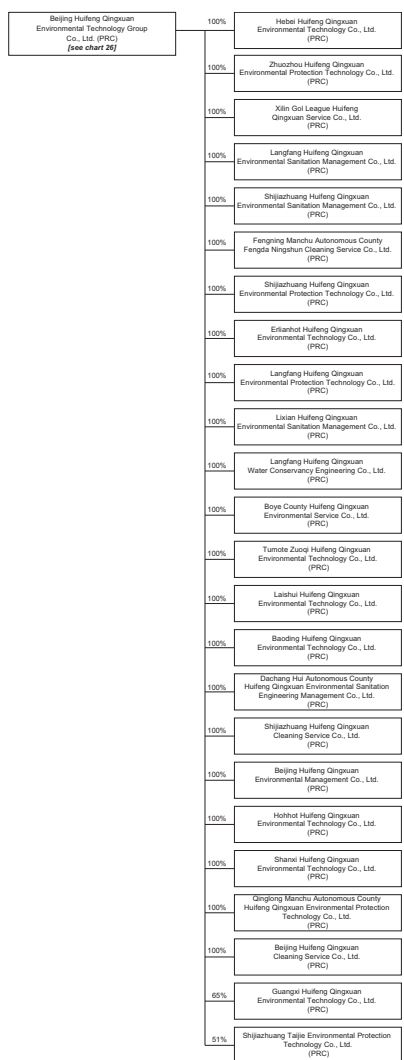 Beijing Huifeng Qingxuan
Environmental Technology Group
Co., Ltd. (PRC)
[see chart 26]
100%
Hebei Huifeng Qingxuan
Environmental Technology Co., Ltd.
(PRC)
100%
Zhuozhou Huifeng Qingxuan
Environmental Protection Technology Co., Ltd.
(PRC)
100%
Xilin Gol League Huifeng
Qingxuan Service Co., Ltd.
(PRC)
100%
Langfang Huifeng Qingxuan
Environmental Sanitation Management Co., Ltd.
(PRC)
100%
Shijiazhuang Huifeng Qingxuan
Environmental Sanitation Management Co., Ltd.
(PRC)
100%
Fengning Manchu Autonomous County
Fengda Ningshun Cleaning Service Co., Ltd.
(PRC)
100%
Shijiazhuang Huifeng Qingxuan
Environmental Protection Technology Co., Ltd.
(PRC)
100%
Erlianhot Huifeng Qingxuan
Environmental Technology Co., Ltd.
(PRC)
100%
Langfang Huifeng Qingxuan
Environmental Protection Technology Co., Ltd.
(PRC)
100%
Lixian Huifeng Qingxuan
Environmental Sanitation Management Co., Ltd.
(PRC)
100%
Langfang Huifeng Qingxuan
Water Conservancy Engineering Co., Ltd.
(PRC)
100%
Boye County Huifeng Qingxuan
Environmental Service Co., Ltd.
(PRC)
100%
Tumote Zuoqi Huifeng Qingxuan
Environmental Technology Co., Ltd.
(PRC)
100%
Laishui Huifeng Qingxuan
Environmental Technology Co., Ltd.
(PRC)
100%
Baoding Huifeng Qingxuan
Environmental Technology Co., Ltd.
(PRC)
100%
Dachang Hui Autonomous County
Huifeng Qingxuan Environmental Sanitation
Engineering Management Co., Ltd.
(PRC)
100%
Shijiazhuang Huifeng Qingxuan
Cleaning Service Co., Ltd.
(PRC)
100%
Beijing Huifeng Qingxuan
Environmental Management Co., Ltd.
(PRC)
100%
Hohhot Huifeng Qingxuan
Environmental Technology Co., Ltd.
(PRC)
100%
Shanxi Huifeng Qingxuan
Environmental Technology Co., Ltd.
(PRC)
100%
Qinglong Manchu Autonomous County
Huifeng Qingxuan Environmental Protection
Technology Co., Ltd.
(PRC)
100%
Beijing Huifeng Qingxuan
Cleaning Service Co., Ltd.
(PRC)
65%
Guangxi Huifeng Qingxuan
Environmental Technology Co., Ltd.
(PRC)
51%
Shijiazhuang Taijie Environmental Protection
Technology Co., Ltd.
(PRC)